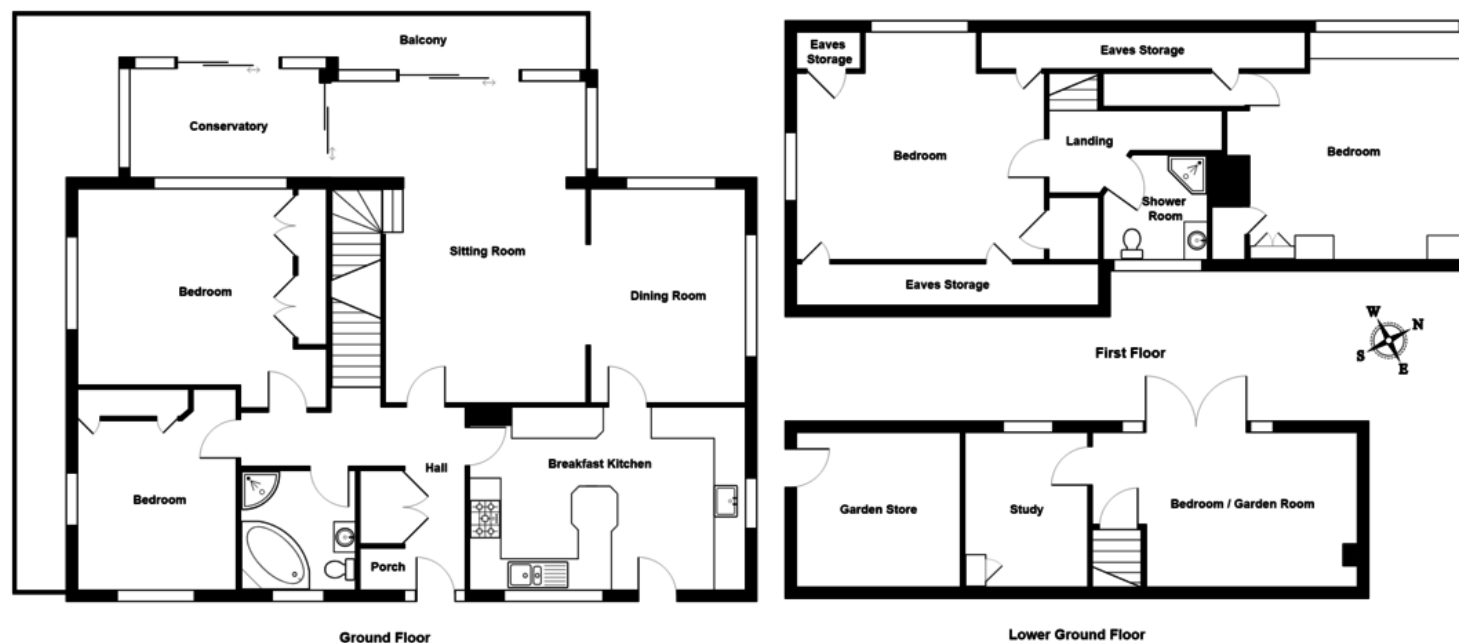 Balcony
Conservatory
Sitting Room
Bedroom
Dining Room
Hall
Breakfast Kitchen
Bedroom
Porch
Ground Floor
Eaves
Storage
Eaves Storage
Bedroom
Landing
Bedroom
Shower
Room
Eaves Storage
First Floor
W
N
S
E
Garden Store
Study
Bedroom / Garden Room
Lower Ground Floor